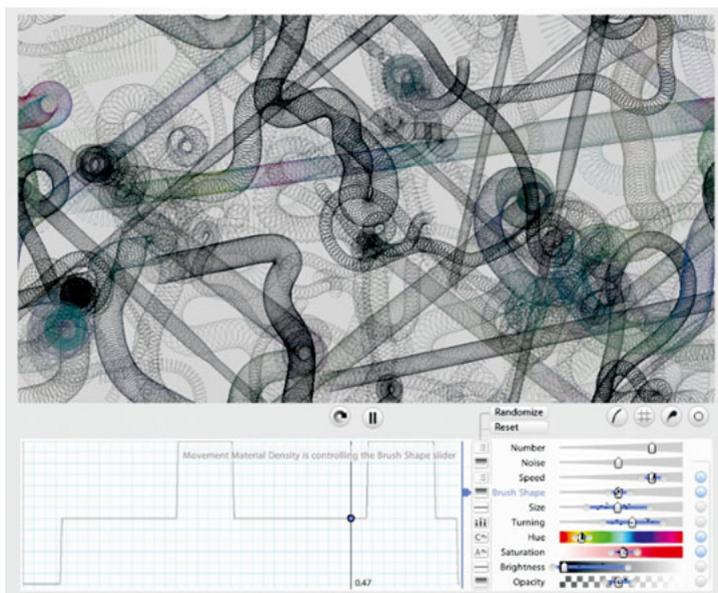 Randomize
Reset
Movement Material Density is controlling the Brush Shape slider
Number
Noise
Speed
Brush Shape
Size
Turning
Hue
Saturation
Brightness
Opacity
0.47